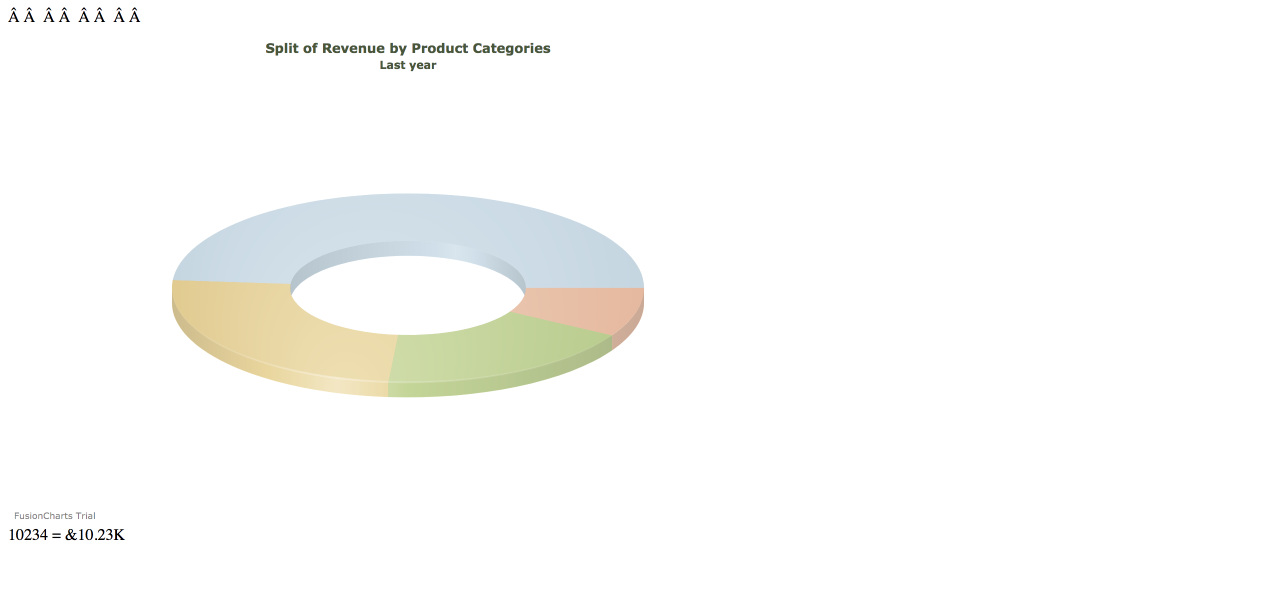 Â Â  Â Â  Â Â  Â Â
Split of Revenue by Product Categories
Last year
FusionCharts Trial
10234 = &10.23K